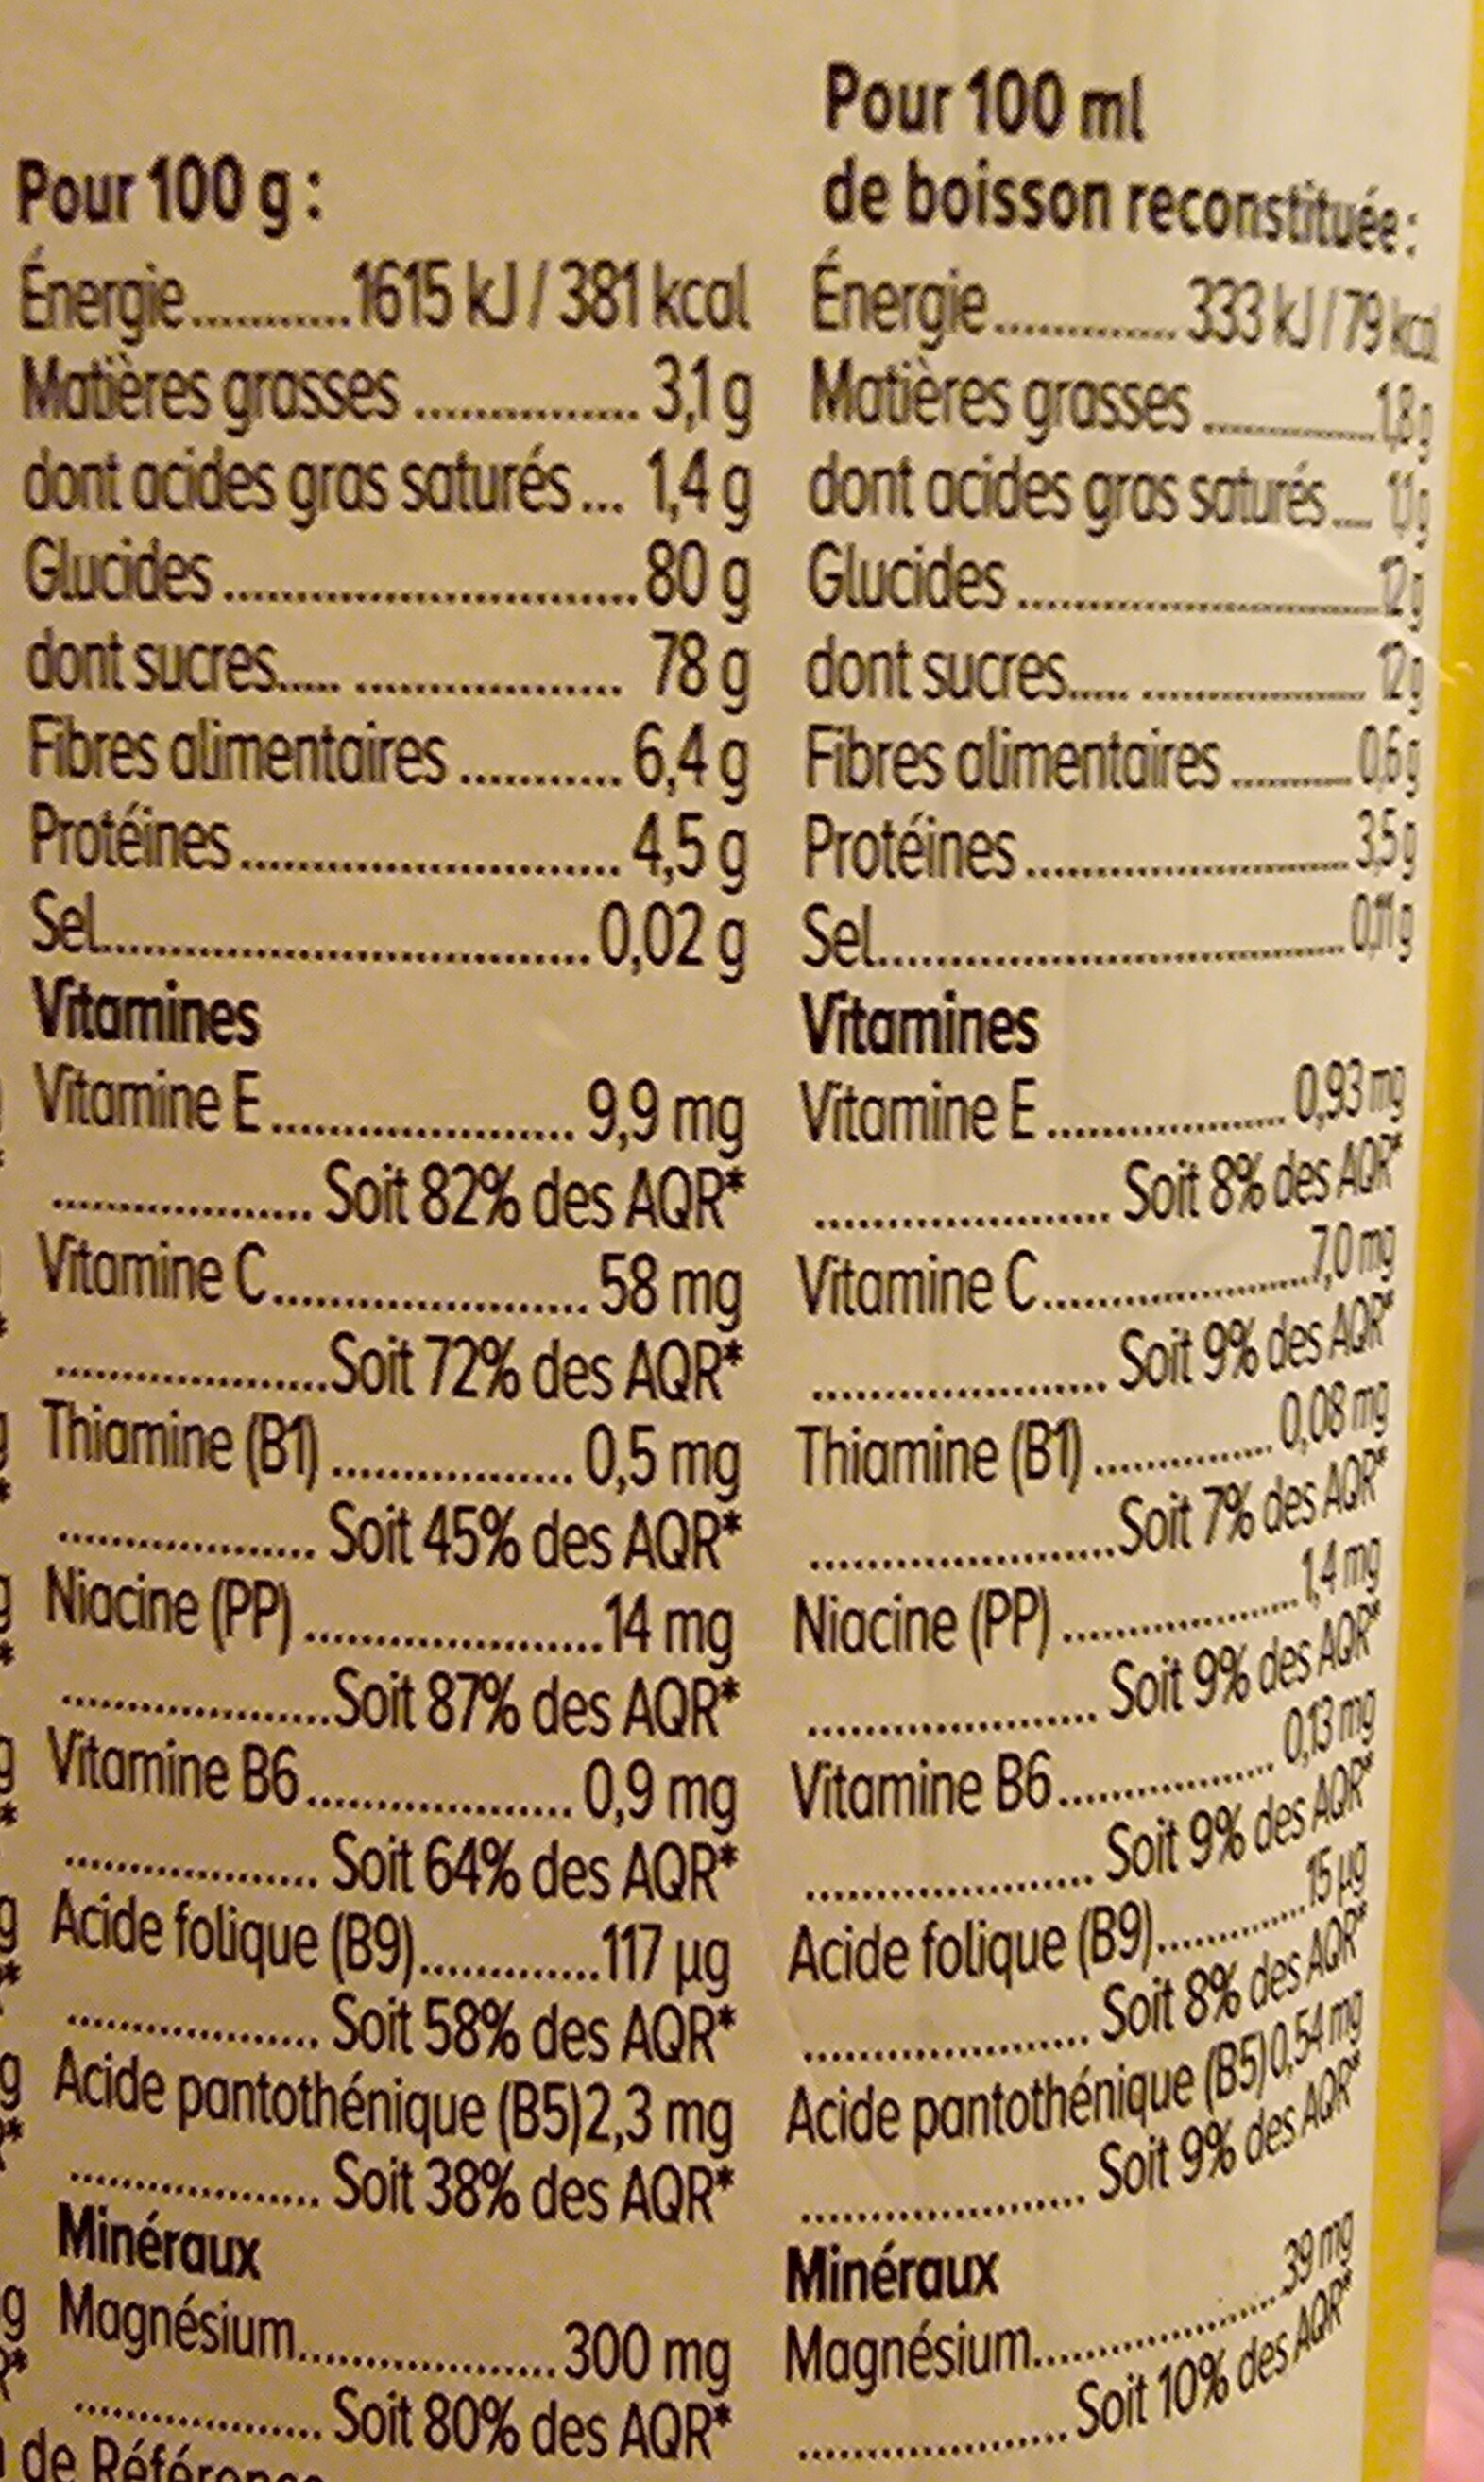 Pour 100 g :
Énergie...........1615 kJ / 381 kcal
Matières grasses ............... 3,1 g
dont acides gras saturés ... 1,4 g
Glucides ............................ 80 g
dont sucres..... .................. 78 g
Fibres alimentaires ........... 6,4 g
Protéines .......................... 4,5 g
Sel................................. 0,02 g
Vitamines
Vitamine E ..................... 9,9 mg
.................. Soit 82% des AQR*
Vitamine C..................... 58 mg
...................Soit 72% des AQR*
Thiamine (B1) ................. 0,5 mg
.................. Soit 45% des AQR*
Niacine (PP) .....................14 mg
...................Soit 87% des AQR*
Vitamine B6.................. 0,9 mg
.................. Soit 64% des AQR*
Acide folique (B9)..............117 µg
.................. Soit 58% des AQR*
Acide pantothénique (B5)2,3 mg
.................. Soit 38% des AQR*
Minéraux
Magnésium..................300 mg
.................. Soit 80% des AQR*
de Référence
Pour 100 ml
de boisson reconstituée :
Énergie............. 333 kJ / 79 kcal
Matières grasses ............ 1,8 g
dont acides gras saturés.... 1,1 g
Glucides ........................... 12 g
dont sucres..... ................ 12 g
Fibres alimentaires .......... 0,6 g
Protéines ........................ 3,5 g
Sel................................ 0,11 g
Vitamines
Vitamine E .................. 0,93 mg
..................... Soit 8% des AQR*
Vitamine C.....................7,0 mg
..................... Soit 9% des AQR*
Thiamine (B1) ............. 0,08 mg
......................Soit 7% des AQR*
Niacine (PP) .................. 1,4 mg
..................... Soit 9% des AQR*
Vitamine B6................ 0,13 mg
..................... Soit 9% des AQR*
Acide folique (B9)............15 µg
..................... Soit 8% des AQR*
Acide pantothénique (B5)0,54 mg
..................... Soit 9% des AQR*
Minéraux
Magnésium................... 39 mg
.................... Soit 10% des AQR*